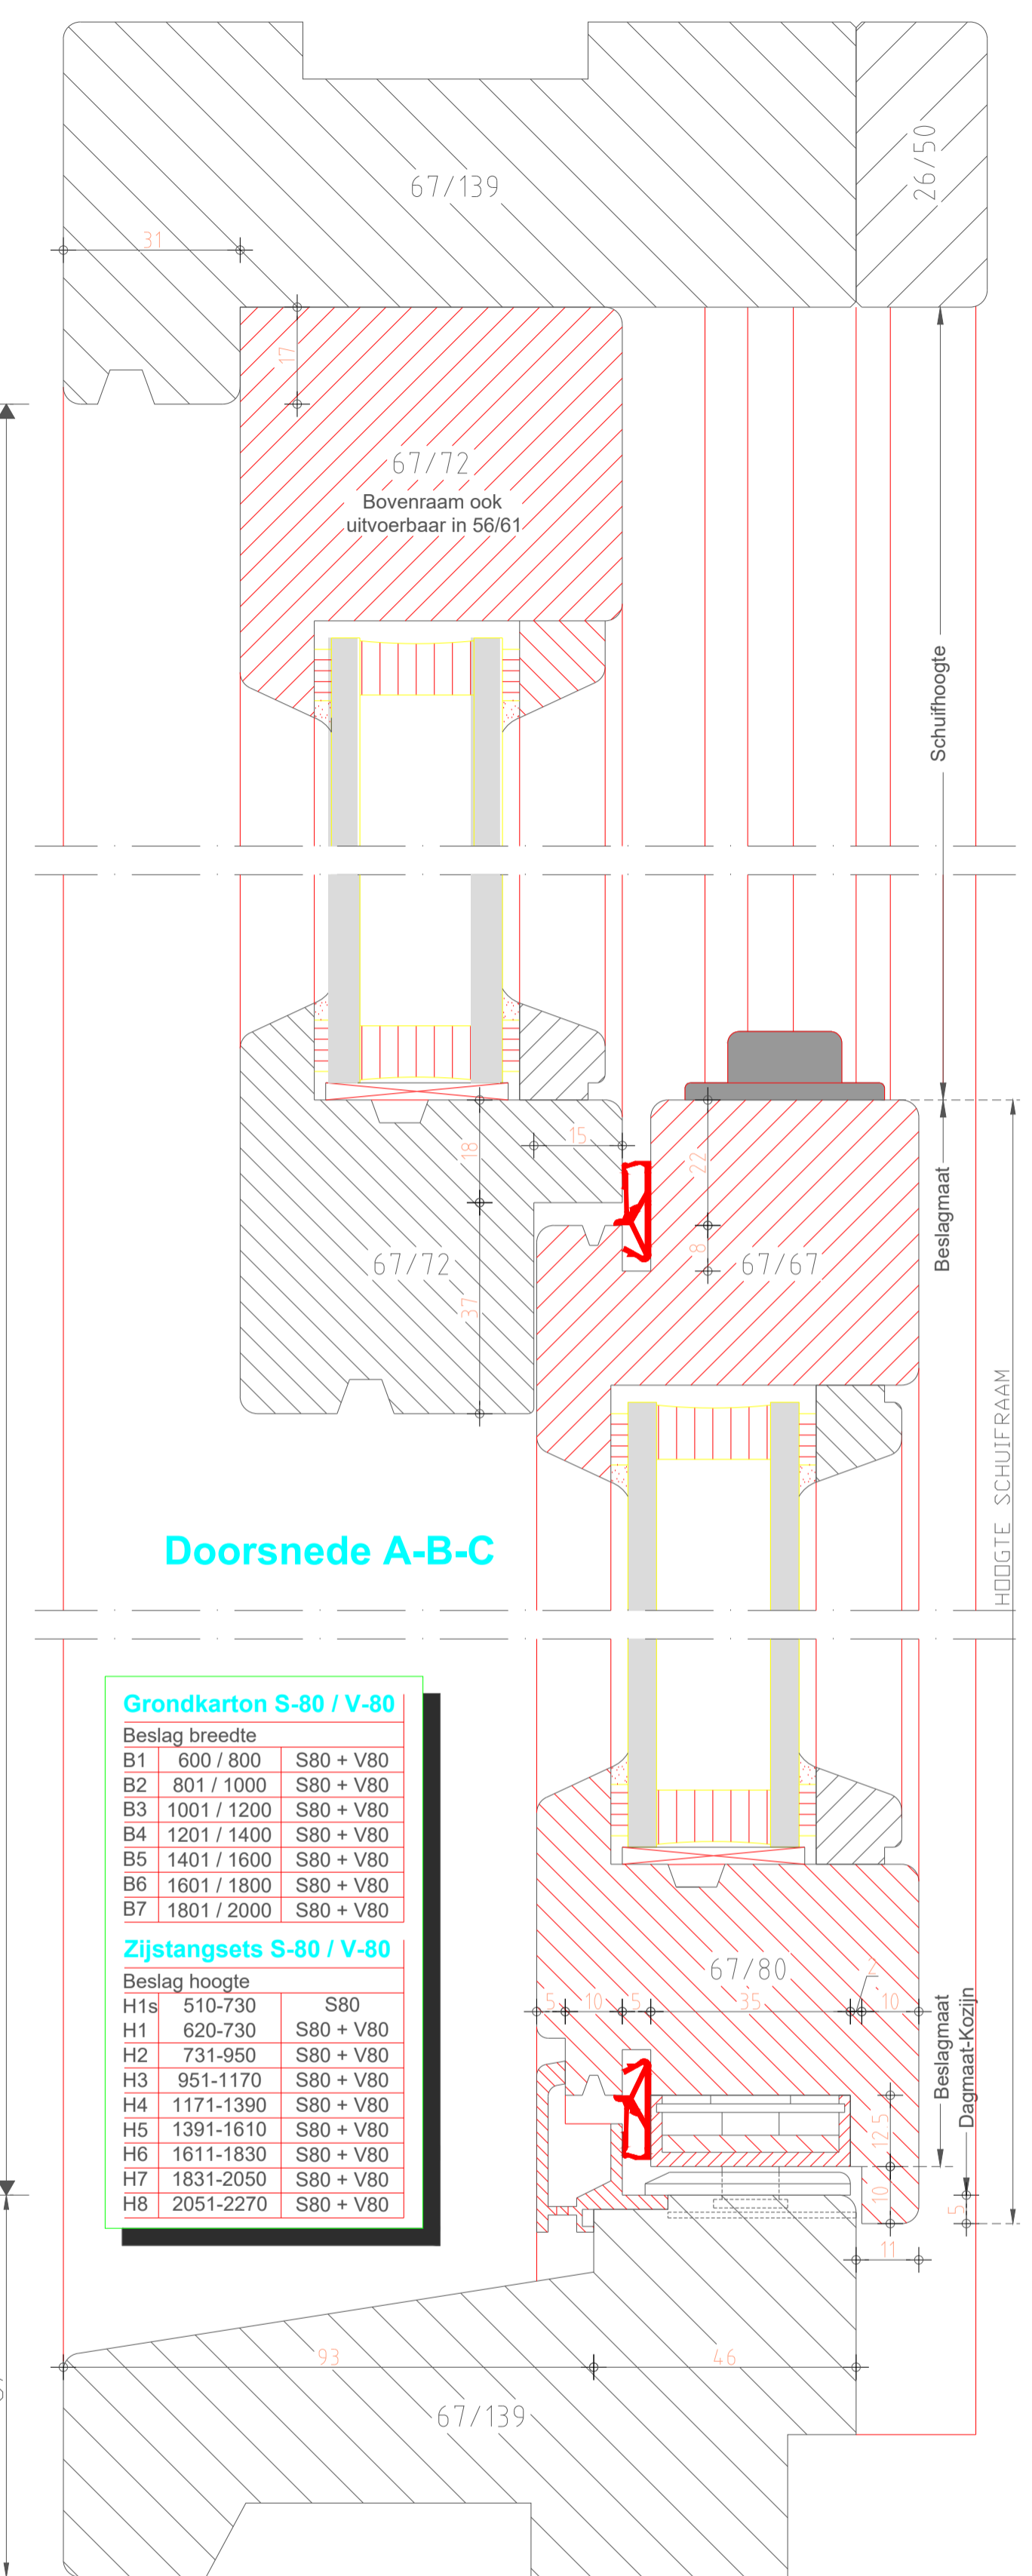 67/139
26/50
31
17
67/72
Bovenraam ook
uitvoerbaar in 56/61
Schuifhoogte
15
18
22
8
67/72
67/67
37
Beslagmaat
HOOGTE SCHUIFRAAM
Doorsnede A-B-C
Grondkarton S-80 / V-80
Beslag breedte
B1 600 / 800 S80 + V80
B2 801 / 1000 S80 + V80
B3 1001 / 1200 S80 + V80
B4 1201 / 1400 S80 + V80
B5 1401 / 1600 S80 + V80
B6 1601 / 1800 S80 + V80
B7 1801 / 2000 S80 + V80
Zijstangsets S-80 / V-80
Beslag hoogte
H1s 510-730 S80
H1 620-730 S80 + V80
H2 731-950 S80 + V80
H3 951-1170 S80 + V80
H4 1171-1390 S80 + V80
H5 1391-1610 S80 + V80
H6 1611-1830 S80 + V80
H7 1831-2050 S80 + V80
H8 2051-2270 S80 + V80
67/80
5 10 5 35 2 10
Beslagmaat
Dagmaat-Kozijn
12.5
10
5
11
93
46
67/139